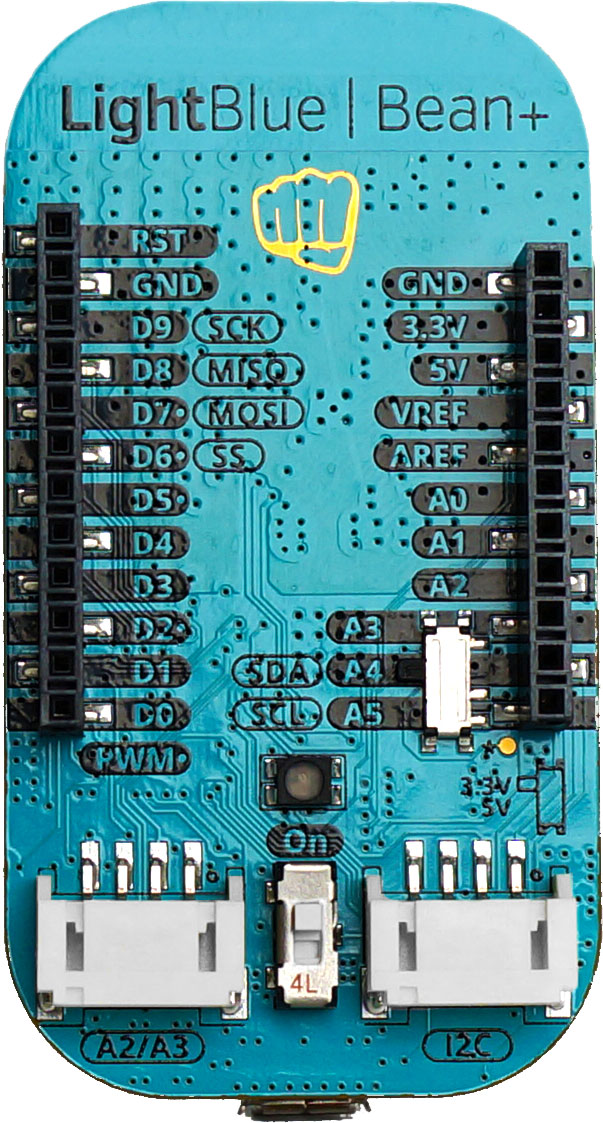 LightBlue | Bean+
RST
GND
D9 SCK
D8 MISO
D7 MOSI
D6 SS
D5
D4
D3
D2
D1
D0
PWM
GND
3.3V
5V
VREF
AREF
A0
A1
A2
A3
SDA A4
SCL A5
3.3V
5V
On
4L
A2/A3
I2C